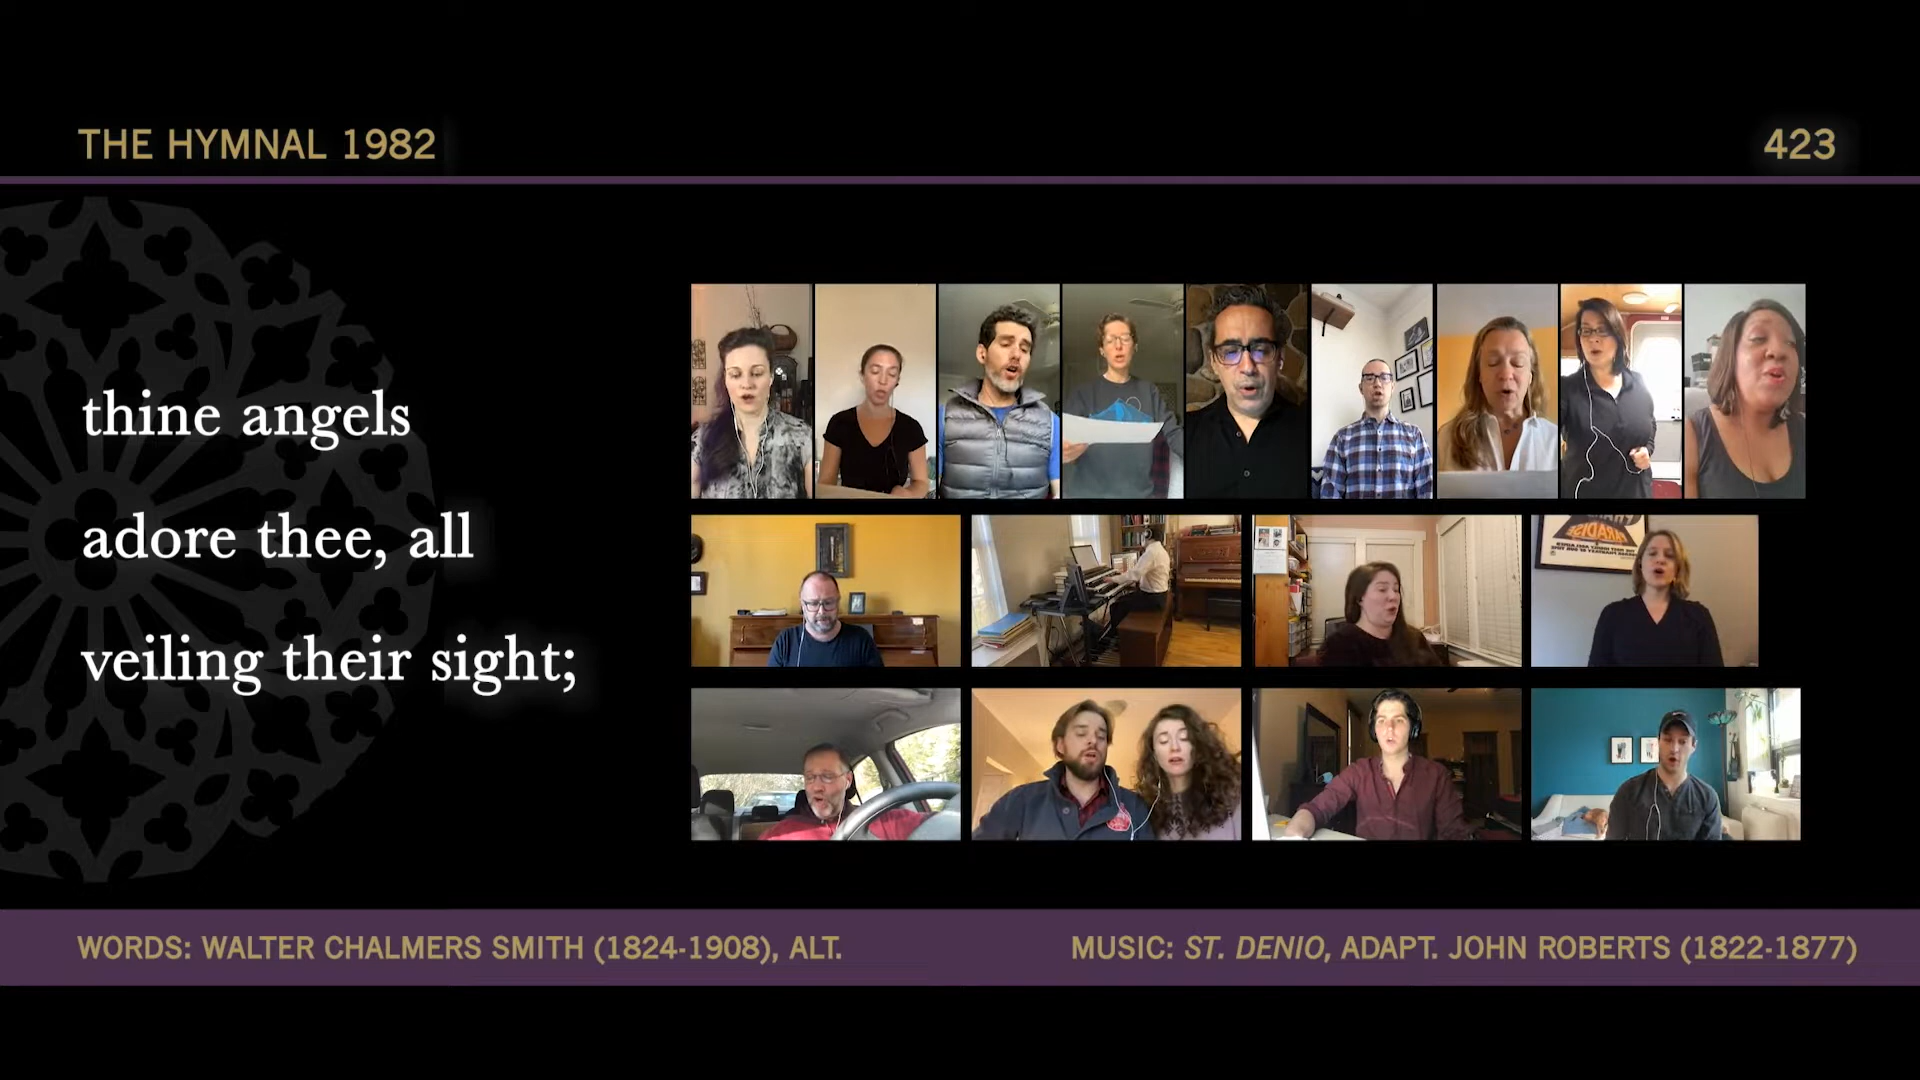 THE HYMNAL 1982
423
thine angels
adore thee, all
veiling their sight;
WORDS: WALTER CHALMERS SMITH (1824-1908), ALT.
MUSIC: ST. DENIO, ADAPT. JOHN ROBERTS (1822-1877)